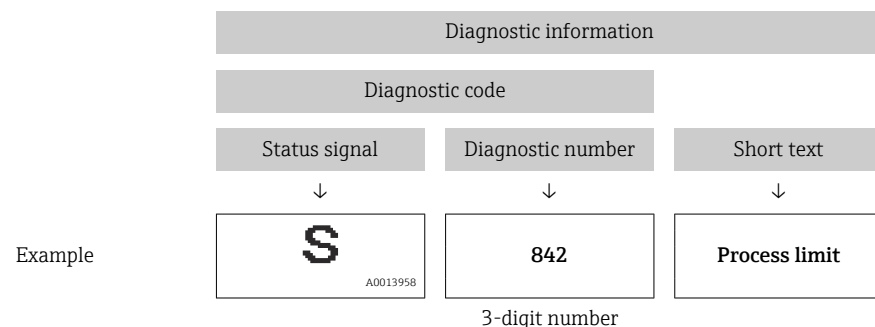 Diagnostic information
Diagnostic code
Status signal Diagnostic number Short text
↓ ↓ ↓
Example S 842 Process limit
A0013958
3-digit number